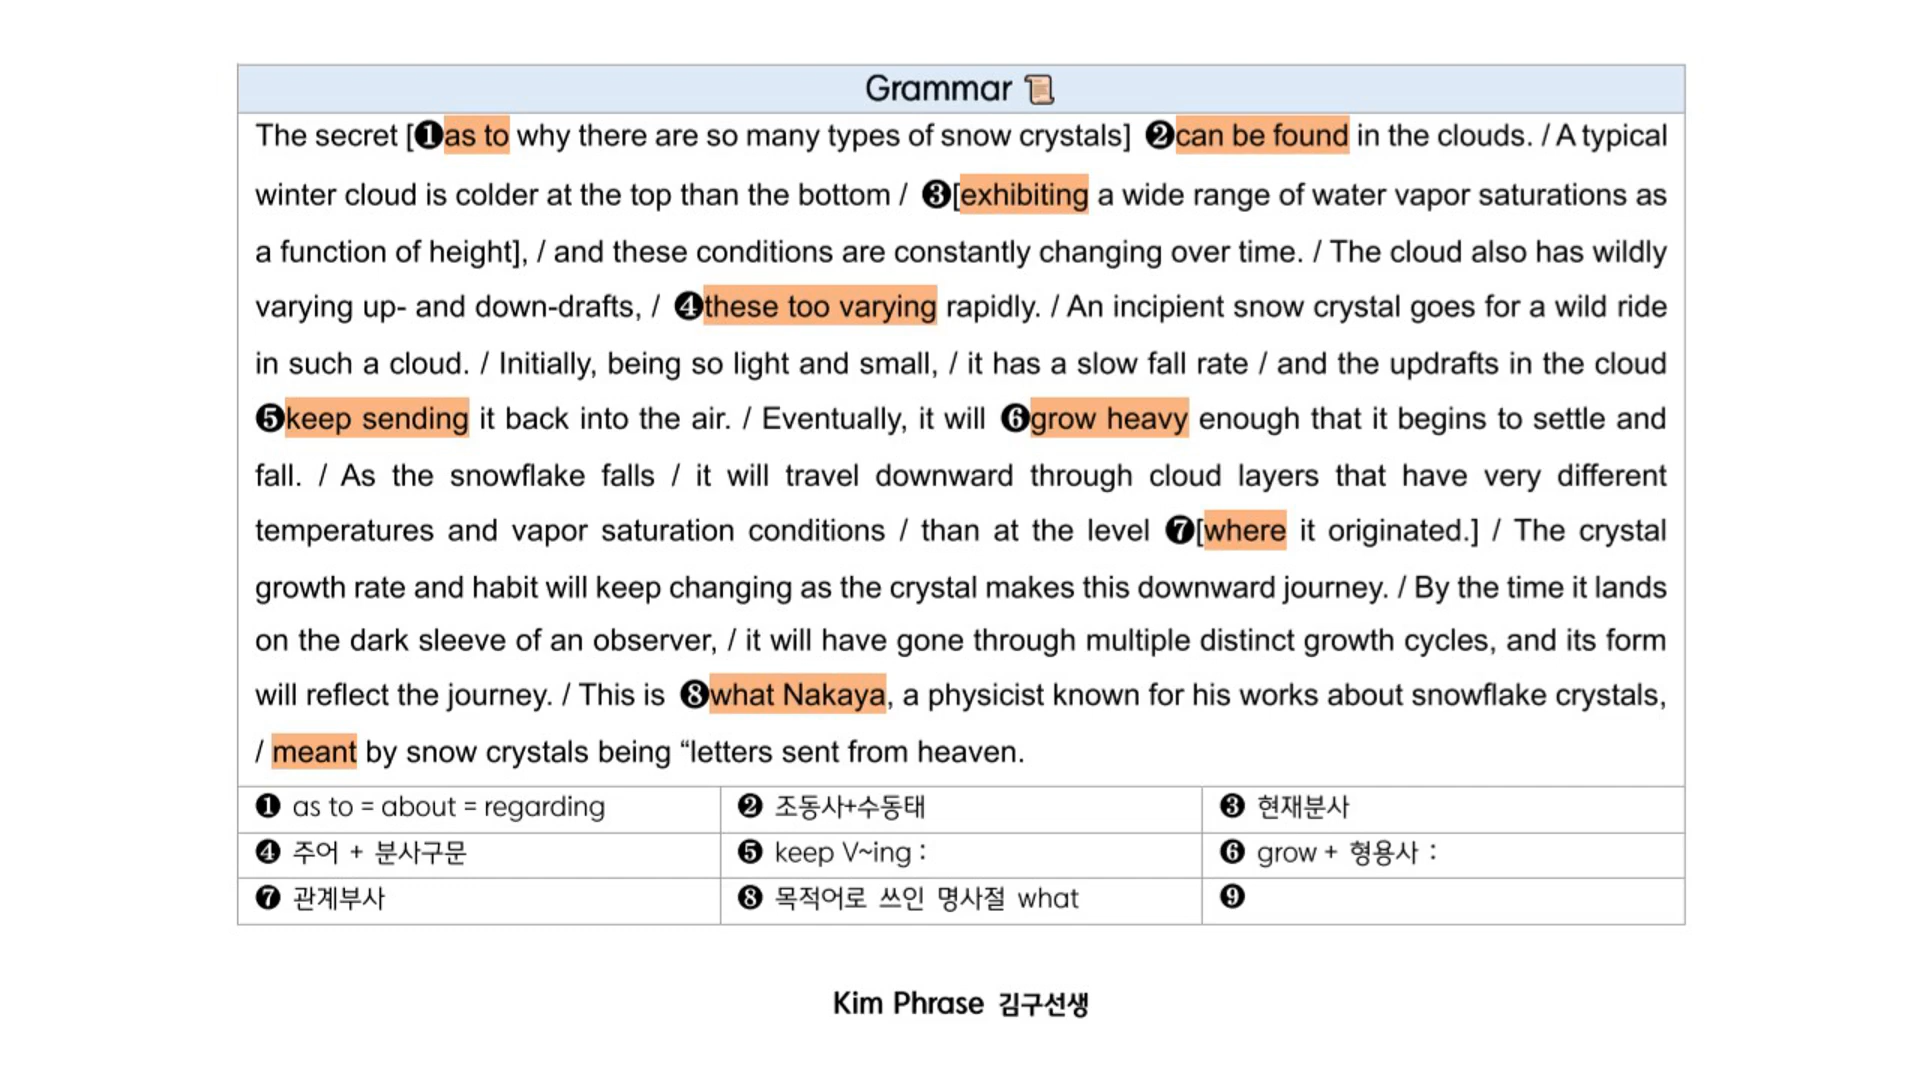 Grammar 📜
The secret [❶as to why there are so many types of snow crystals] ❷can be found in the clouds. / A typical
winter cloud is colder at the top than the bottom / ❸[exhibiting a wide range of water vapor saturations as
a function of height], / and these conditions are constantly changing over time. / The cloud also has wildly
varying up- and down-drafts, / ❹these too varying rapidly. / An incipient snow crystal goes for a wild ride
in such a cloud. / Initially, being so light and small, / it has a slow fall rate / and the updrafts in the cloud
❺keep sending it back into the air. / Eventually, it will ❻grow heavy enough that it begins to settle and
fall. / As the snowflake falls / it will travel downward through cloud layers that have very different
temperatures and vapor saturation conditions / than at the level ❼[where it originated.] / The crystal
growth rate and habit will keep changing as the crystal makes this downward journey. / By the time it lands
on the dark sleeve of an observer, / it will have gone through multiple distinct growth cycles, and its form
will reflect the journey. / This is ❽what Nakaya, a physicist known for his works about snowflake crystals,
/ meant by snow crystals being “letters sent from heaven.
❶ as to = about = regarding
❷ 조동사+수동태
❸ 현재분사
❹ 주어 + 분사구문
❺ keep V~ing :
❻ grow + 형용사 :
❼ 관계부사
❽ 목적어로 쓰인 명사절 what
❾
Kim Phrase 김구선생